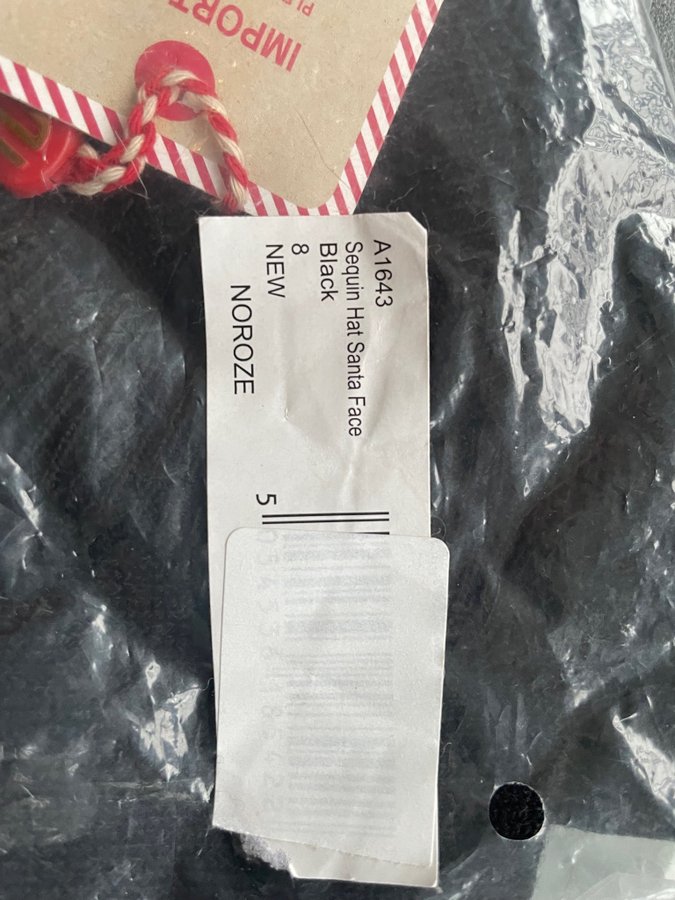 IMPORT
A1643
Sequin Hat Santa Face
Black
8
NEW
NOROZE
5